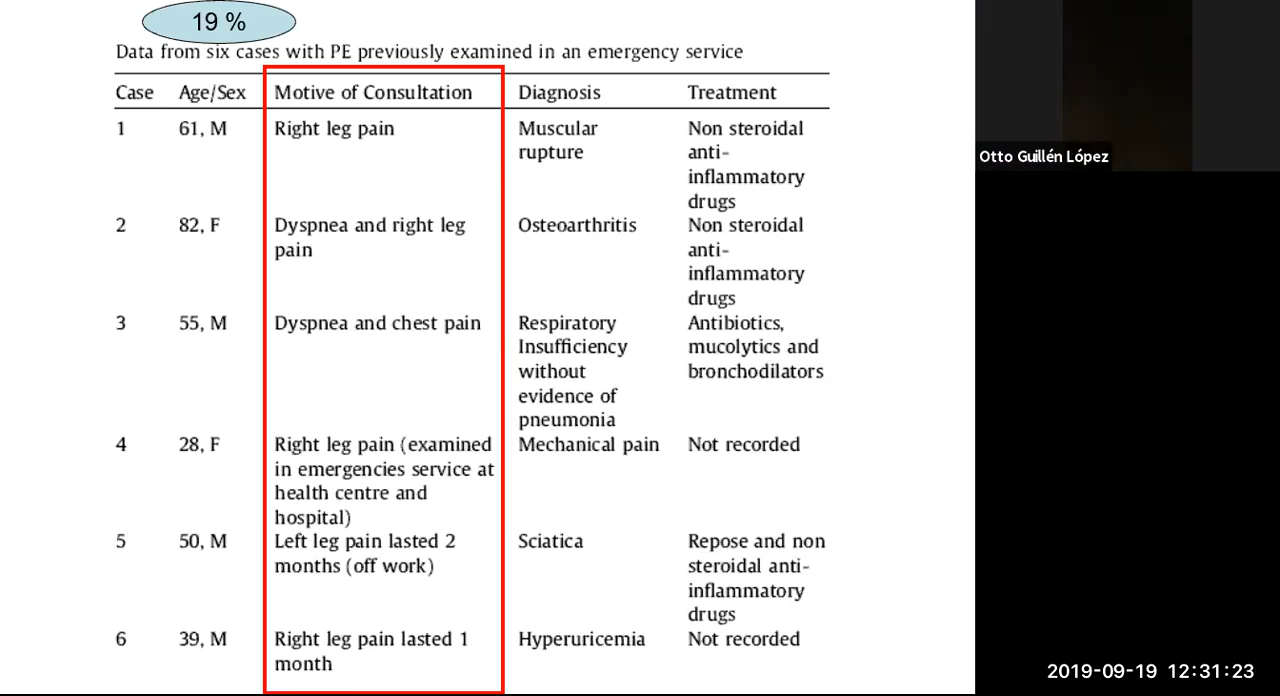 19 %
Data from six cases with PE previously examined in an emergency service
Case Age/Sex Motive of Consultation Diagnosis Treatment
1 61, M Right leg pain Muscular Non steroidal
rupture anti-
inflammatory
drugs
2 82, F Dyspnea and right leg Osteoarthritis Non steroidal
pain anti-
inflammatory
drugs
3 55, M Dyspnea and chest pain Respiratory Antibiotics,
Insufficiency mucolytics and
without bronchodilators
evidence of
pneumonia
4 28, F Right leg pain (examined Mechanical pain Not recorded
in emergencies service at
health centre and
hospital)
5 50, M Left leg pain lasted 2 Sciatica Repose and non
months (off work) steroidal anti-
inflammatory
drugs
6 39, M Right leg pain lasted 1 Hyperuricemia Not recorded
month
Otto Guillén López
2019-09-19 12:31:23